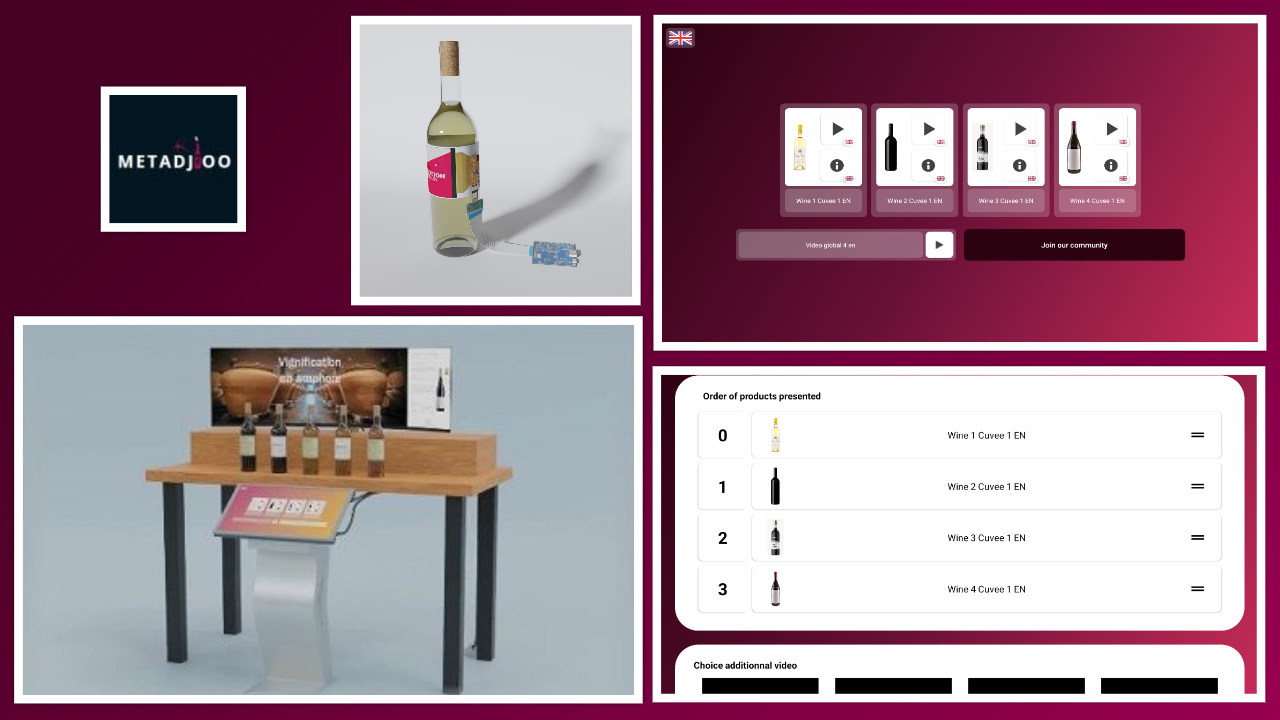 METADJOO
Wine 1 Cuvee 1 EN
Wine 2 Cuvee 1 EN
Wine 3 Cuvee 1 EN
Wine 4 Cuvee 1 EN
Video global 4 en
Join our community
Vignification
en amphore
Order of products presented
0
Wine 1 Cuvee 1 EN
1
Wine 2 Cuvee 1 EN
2
Wine 3 Cuvee 1 EN
3
Wine 4 Cuvee 1 EN
Choice additionnal video